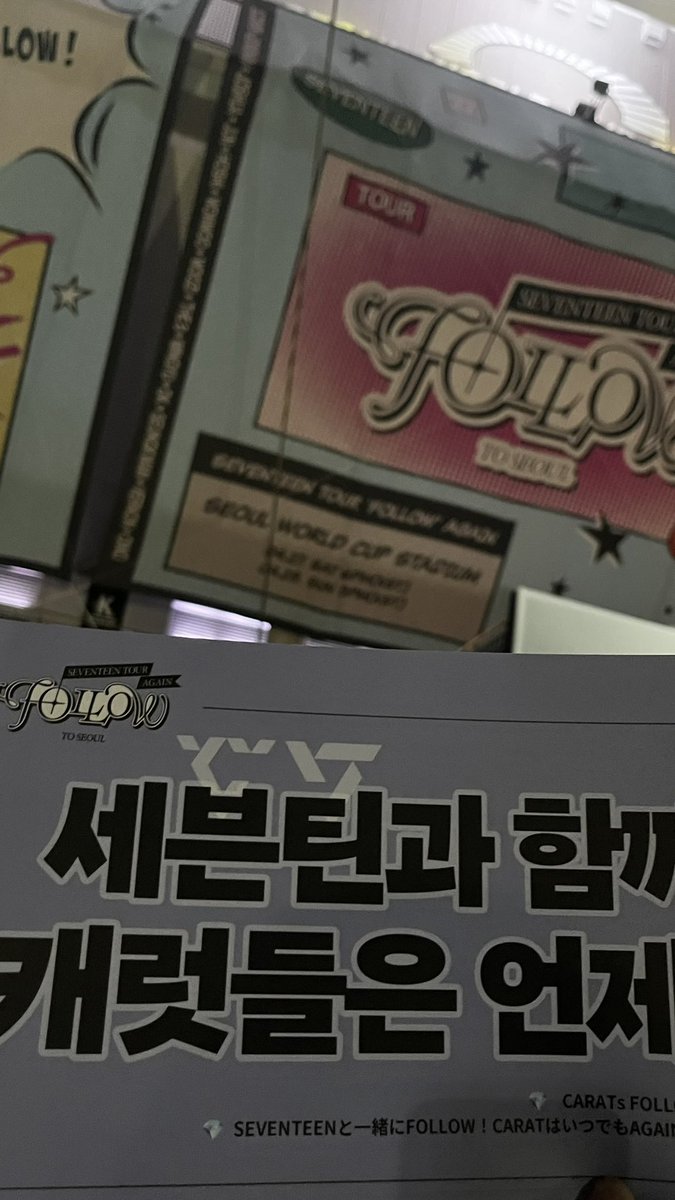 LOW!
SEVENTEEN
TOUR
SEVENTEEN TOU
FOLLOW
TO SEOUL
SEVENTEEN TOUR 'FOLLOW' AGAIN
SEOUL WORLD CUP STADIUM
K
SEVENTEEN TOUR
AGAIN
FOLLOW
TO SEOUL
세븐틴과 함께
캐럿들은 언제
CARATs FOLL
SEVENTEENと一緒にFOLLOW！CARATはいつでもAGAIN